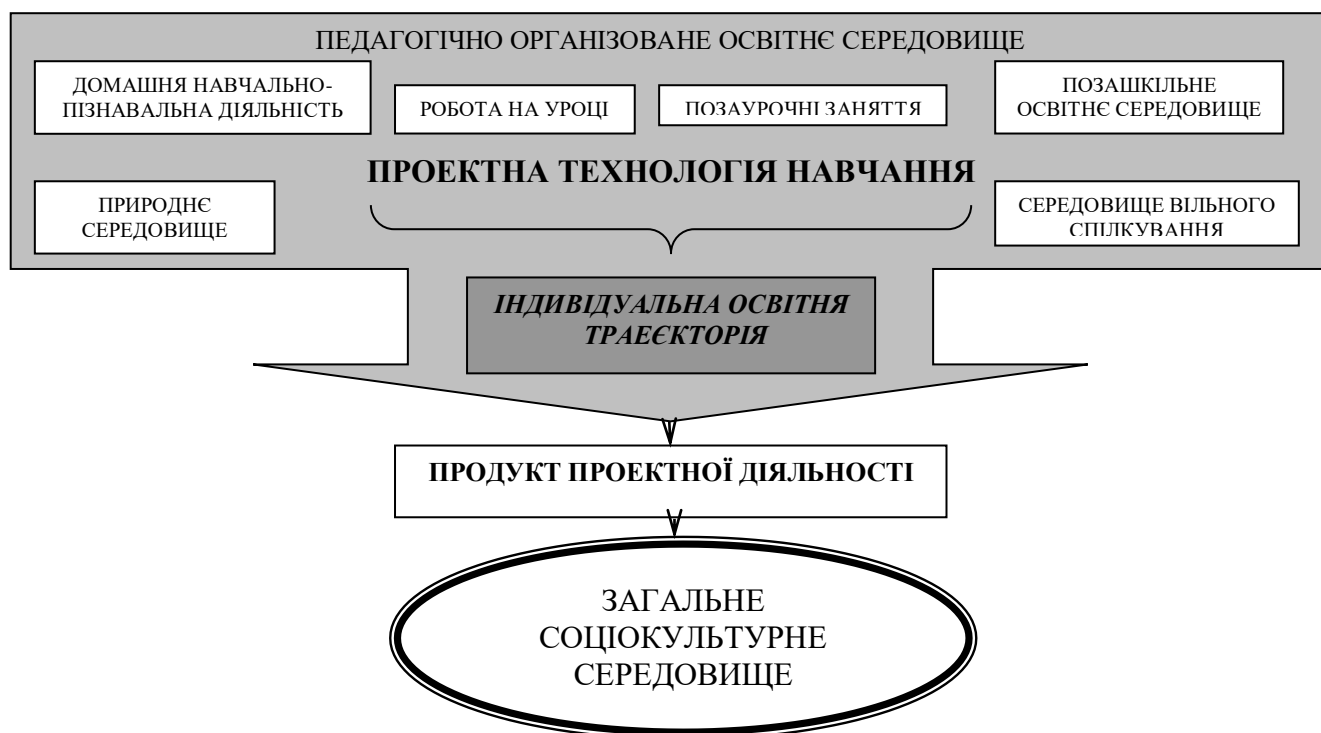 ПЕДАГОГІЧНО ОРГАНІЗОВАНЕ ОСВІТНЄ СЕРЕДОВИЩЕ
ДОМАШНЯ НАВЧАЛЬНО-
ПІЗНАВАЛЬНА ДІЯЛЬНІСТЬ
РОБОТА НА УРОЦІ
ПОЗАУРОЧНІ ЗАНЯТТЯ
ПОЗАШКІЛЬНЕ
ОСВІТНЄ СЕРЕДОВИЩЕ
ПРОЕКТНА ТЕХНОЛОГІЯ НАВЧАННЯ
ПРИРОДНЄ
СЕРЕДОВИЩЕ
СЕРЕДОВИЩЕ ВІЛЬНОГО
СПІЛКУВАННЯ
ІНДИВІДУАЛЬНА ОСВІТНЯ
ТРАЕЄКТОРІЯ
ПРОДУКТ ПРОЕКТНОЇ ДІЯЛЬНОСТІ
ЗАГАЛЬНЕ
СОЦІОКУЛЬТУРНЕ
СЕРЕДОВИЩЕ